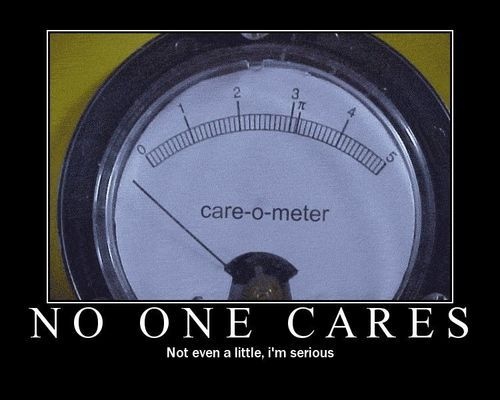 0 1 2 3 π 4 5
care-o-meter
NO ONE CARES
Not even a little, i'm serious